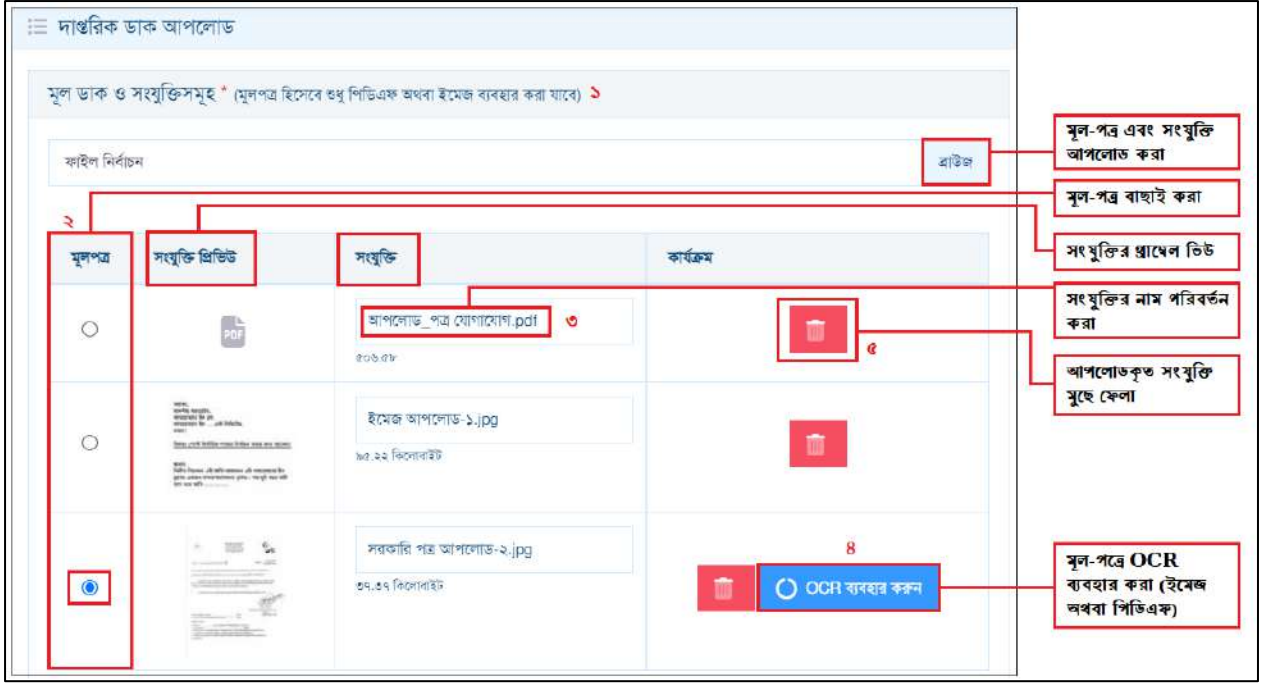 দাপ্তরিক ডাক আপলোড
মূল ডাক ও সংযুক্তিসমূহ * (মূলপত্র হিসেবে শুধু পিডিএফ অথবা ইমেজ ব্যবহার করা যাবে) ১
ফাইল নির্বাচন
ব্রাউজ
মূল-পত্র এবং সংযুক্তি
আপলোড করা
মূল-পত্র বাছাই করা
২
মূলপত্র
সংযুক্তি প্রিভিউ
সংযুক্তি
কার্যক্রম
সংযুক্তির থাম্বেল ভিউ
সংযুক্তির নাম পরিবর্তন
করা
PDF
আপলোড_পত্র যোগাযোগ.pdf ৩
৫০৬.৫৮
৫
আপলোডকৃত সংযুক্তি
মুছে ফেলা
ইমেজ আপলোড-১.jpg
৯৫.২২ কিলোবাইট
সরকারি পত্র আপলোড-২.jpg
৩৭.৩৭ কিলোবাইট
৪
OCR ব্যবহার করুন
মূল-পত্রে OCR
ব্যবহার করা (ইমেজ
অথবা পিডিএফ)